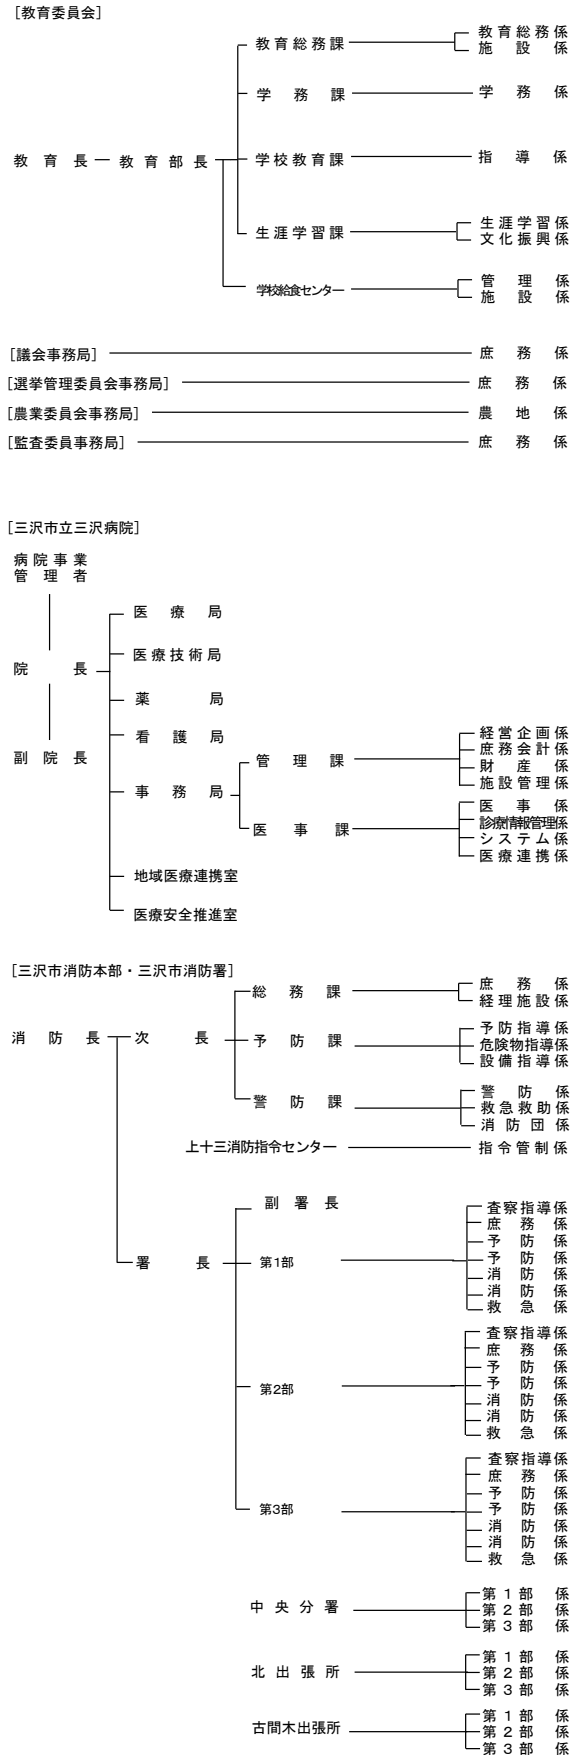 [教育委員会]
教育総務課 教育総務係
施設係
学務課 学務係
教育長 教育部長 学校教育課 指導係
生涯学習課 生涯学習係
文化振興係
学校給食センター 管理係
施設係
[議会事務局] 庶務係
[選挙管理委員会事務局] 庶務係
[農業委員会事務局] 農地係
[監査委員事務局] 庶務係
[三沢市立三沢病院]
病院事業
管理者
医療局
医療技術局
院長
薬局
看護局
副院長
管理課 経営企画係
庶務会計係
財産係
施設管理係
事務局
医事課 医事係
診療情報管理係
システム係
医療連携係
地域医療連携室
医療安全推進室
[三沢市消防本部・三沢市消防署]
総務課 庶務係
経理施設係
消防長 次長 予防課 予防指導係
危険物指導係
設備指導係
警防課 警防係
救急救助係
消防団係
上十三消防指令センター 指令管制係
副署長
署長 第1部 査察指導係
庶務係
予防係
予防係
消防係
消防係
救急係
第2部 査察指導係
庶務係
予防係
予防係
消防係
消防係
救急係
第3部 査察指導係
庶務係
予防係
予防係
消防係
消防係
救急係
中央分署 第1部係
第2部係
第3部係
北出張所 第1部係
第2部係
第3部係
古間木出張所 第1部係
第2部係
第3部係